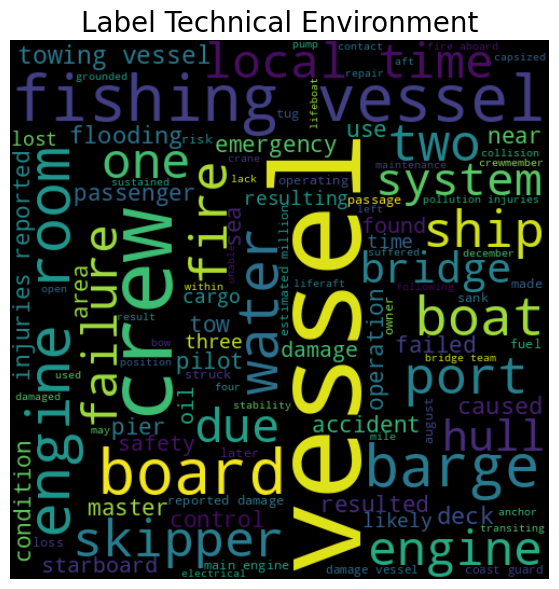 Label Technical Environment
towing vessel
local time
pump
contact
fire aboard
aft
capsized
grounded
repair
fishing vessel
lifeboat
tug
lost
flooding
risk
emergency
use
two
near
crane
maintenance
collision
crewmember
injuries reported
engine room
one
passenger
sustained
lack
operating
resulting
passage
system
pollution injuries
left
crew
fire
sea
unable
water
vessel
found
suffered
december
ship
area
failure
within
cargo
estimated million
time
liferaft
following
bridge
sank
made
open
result
tow
three
owner
boat
bow
position
pilot
struck
damage
operation
failed
fuel
bridge team
used
damaged
four
port
may
pier
oil
due
stability
accident
mile
august
caused
hull
safety
later
condition
board
barge
reported damage
master
control
resulted
likely
deck
anchor
transiting
skipper
loss
starboard
main engine
electrical
damage vessel
engine
coast guard